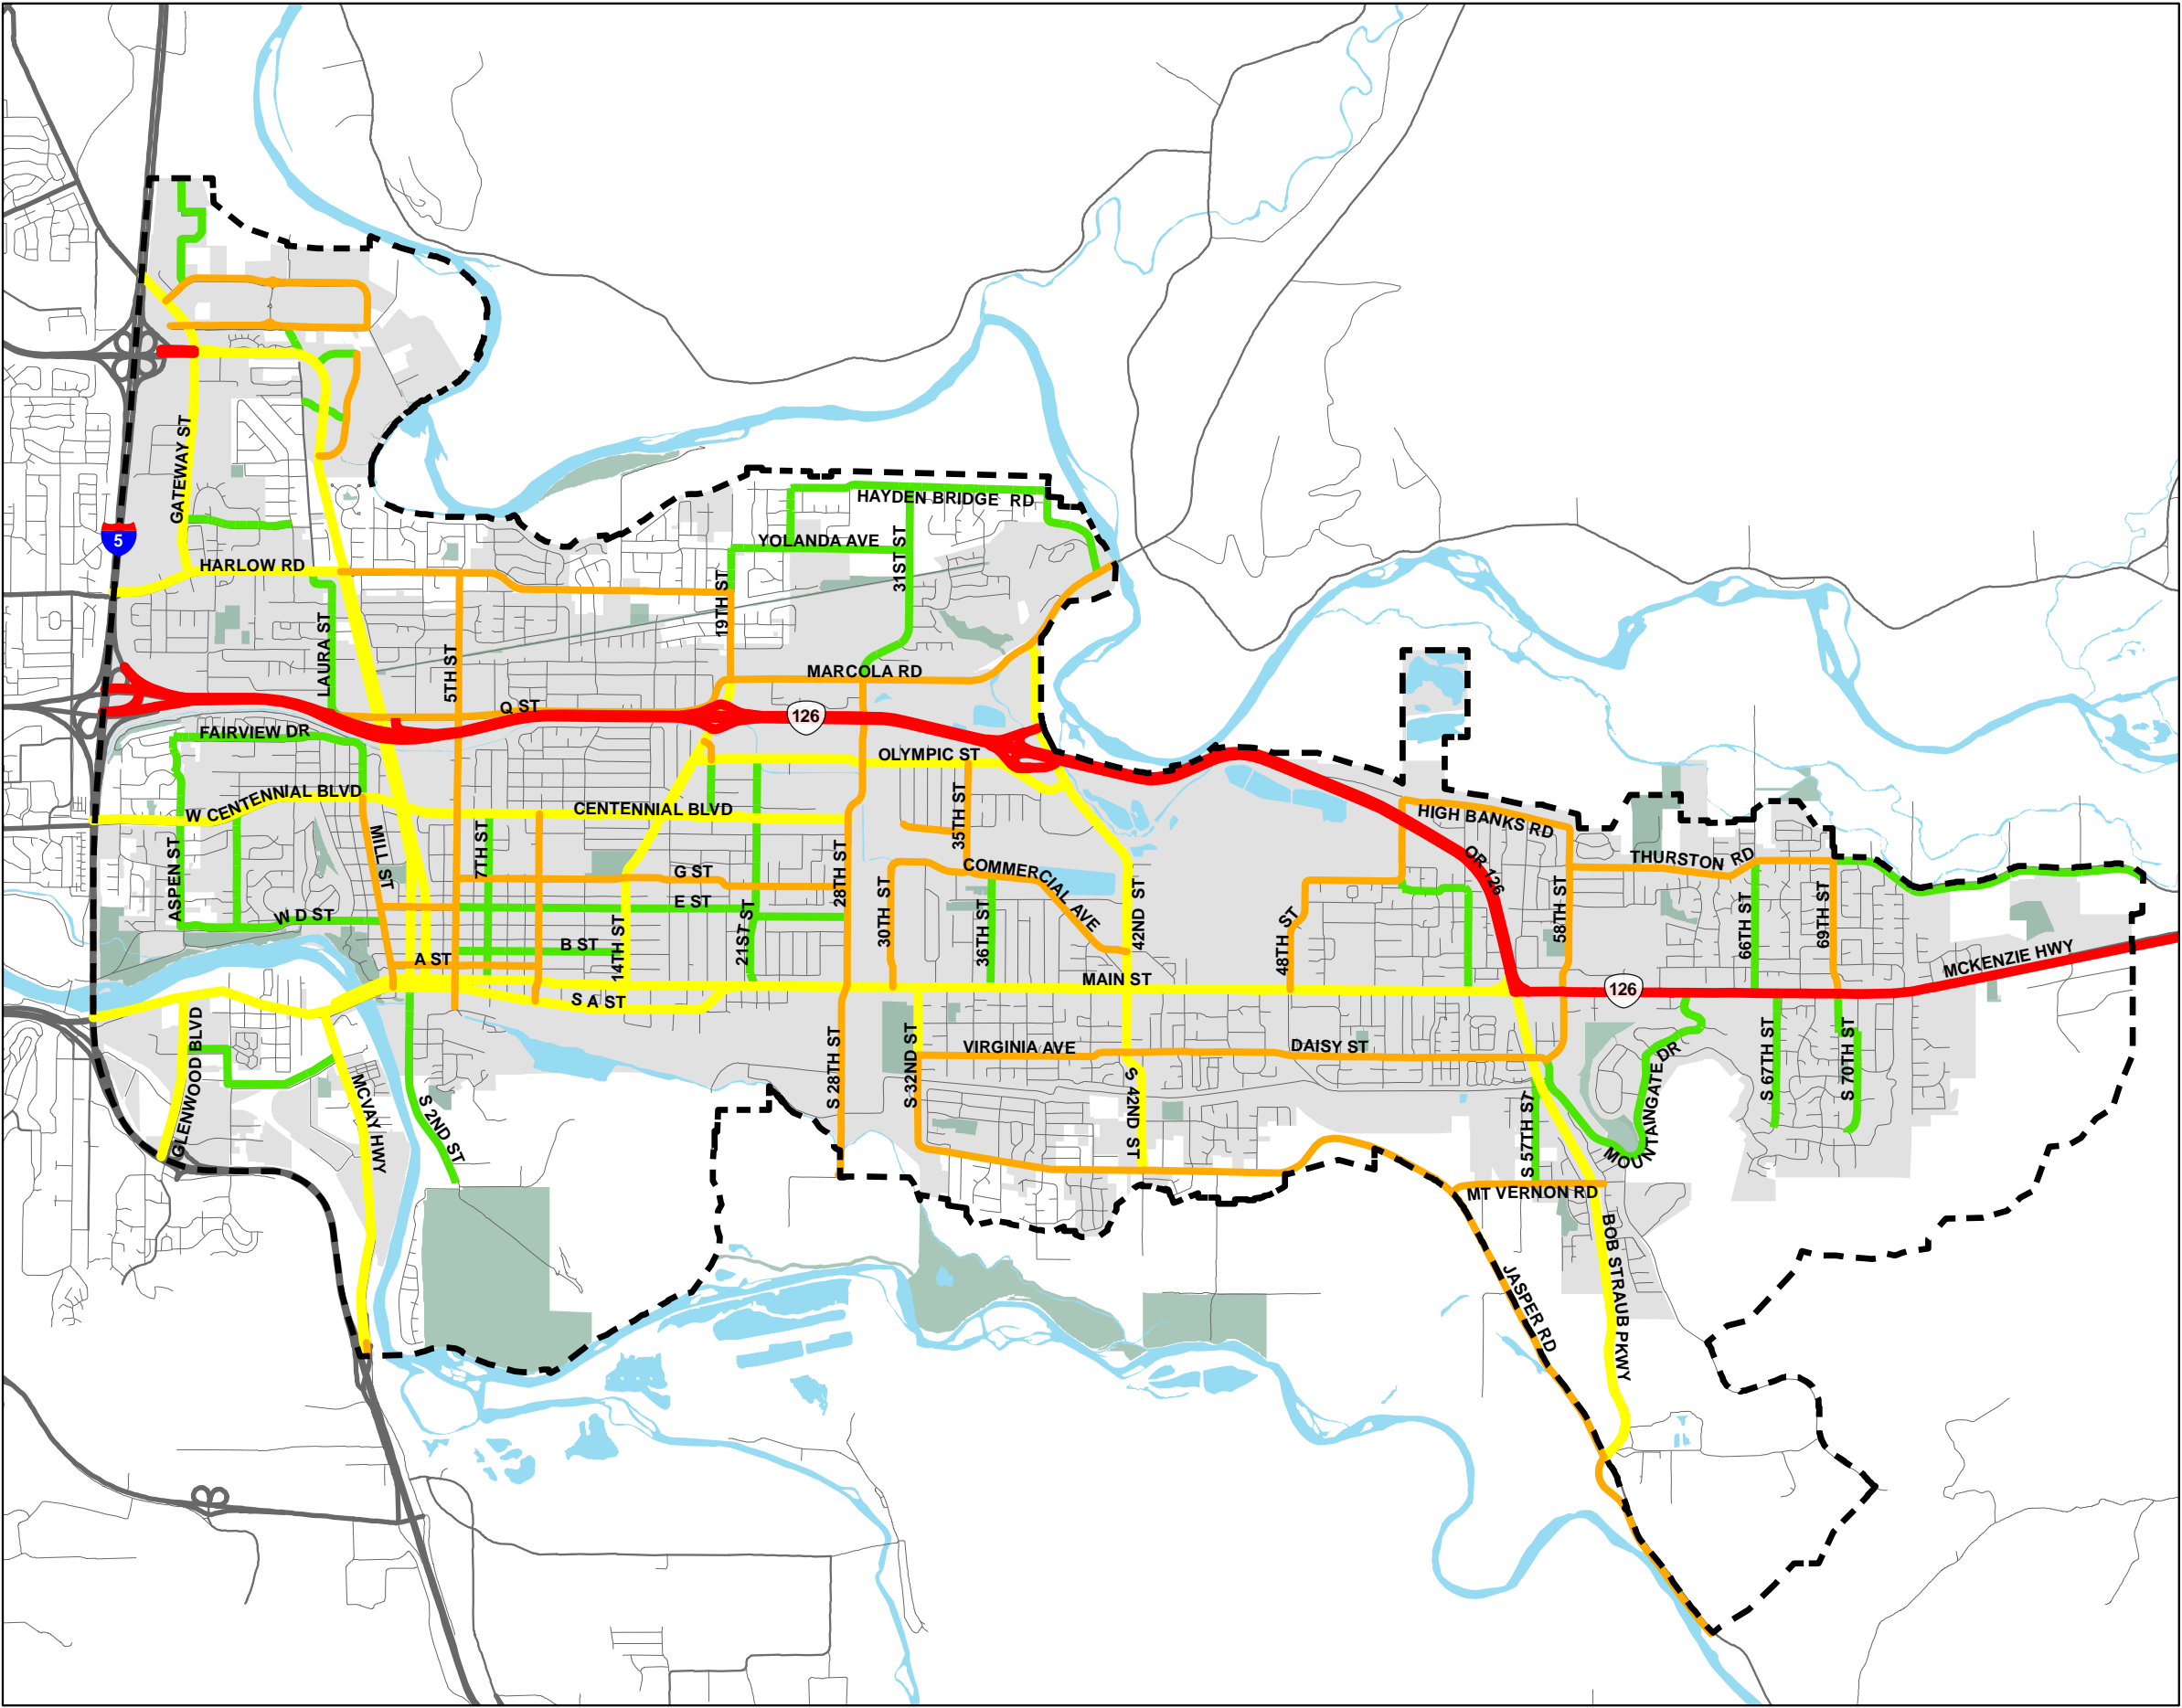 GATEWAY ST
HAYDEN BRIDGE RD
5
YOLANDA AVE
31ST ST
HARLOW RD
19TH ST
LAURA ST
5TH ST
MARCOLA RD
Q ST
126
FAIRVIEW DR
OLYMPIC ST
W CENTENNIAL BLVD
CENTENNIAL BLVD
35TH ST
HIGH BANKS RD
MILL ST
7TH ST
ASPEN ST
G ST
28TH ST
COMMERCIAL AVE
OR 126
THURSTON RD
E ST
30TH ST
42ND ST
58TH ST
66TH ST
69TH ST
W D ST
14TH ST
21ST ST
36TH ST
48TH ST
B ST
A ST
MAIN ST
MCKENZIE HWY
126
S A ST
GLENWOOD BLVD
S 28TH ST
S 32ND ST
VIRGINIA AVE
DAISY ST
MCVAY HWY
S 2ND ST
S 42ND ST
S 57TH ST
MOUNTAINGATE DR
S 67TH ST
S 70TH ST
MT VERNON RD
JASPER RD
BOB STRAUB PKWY